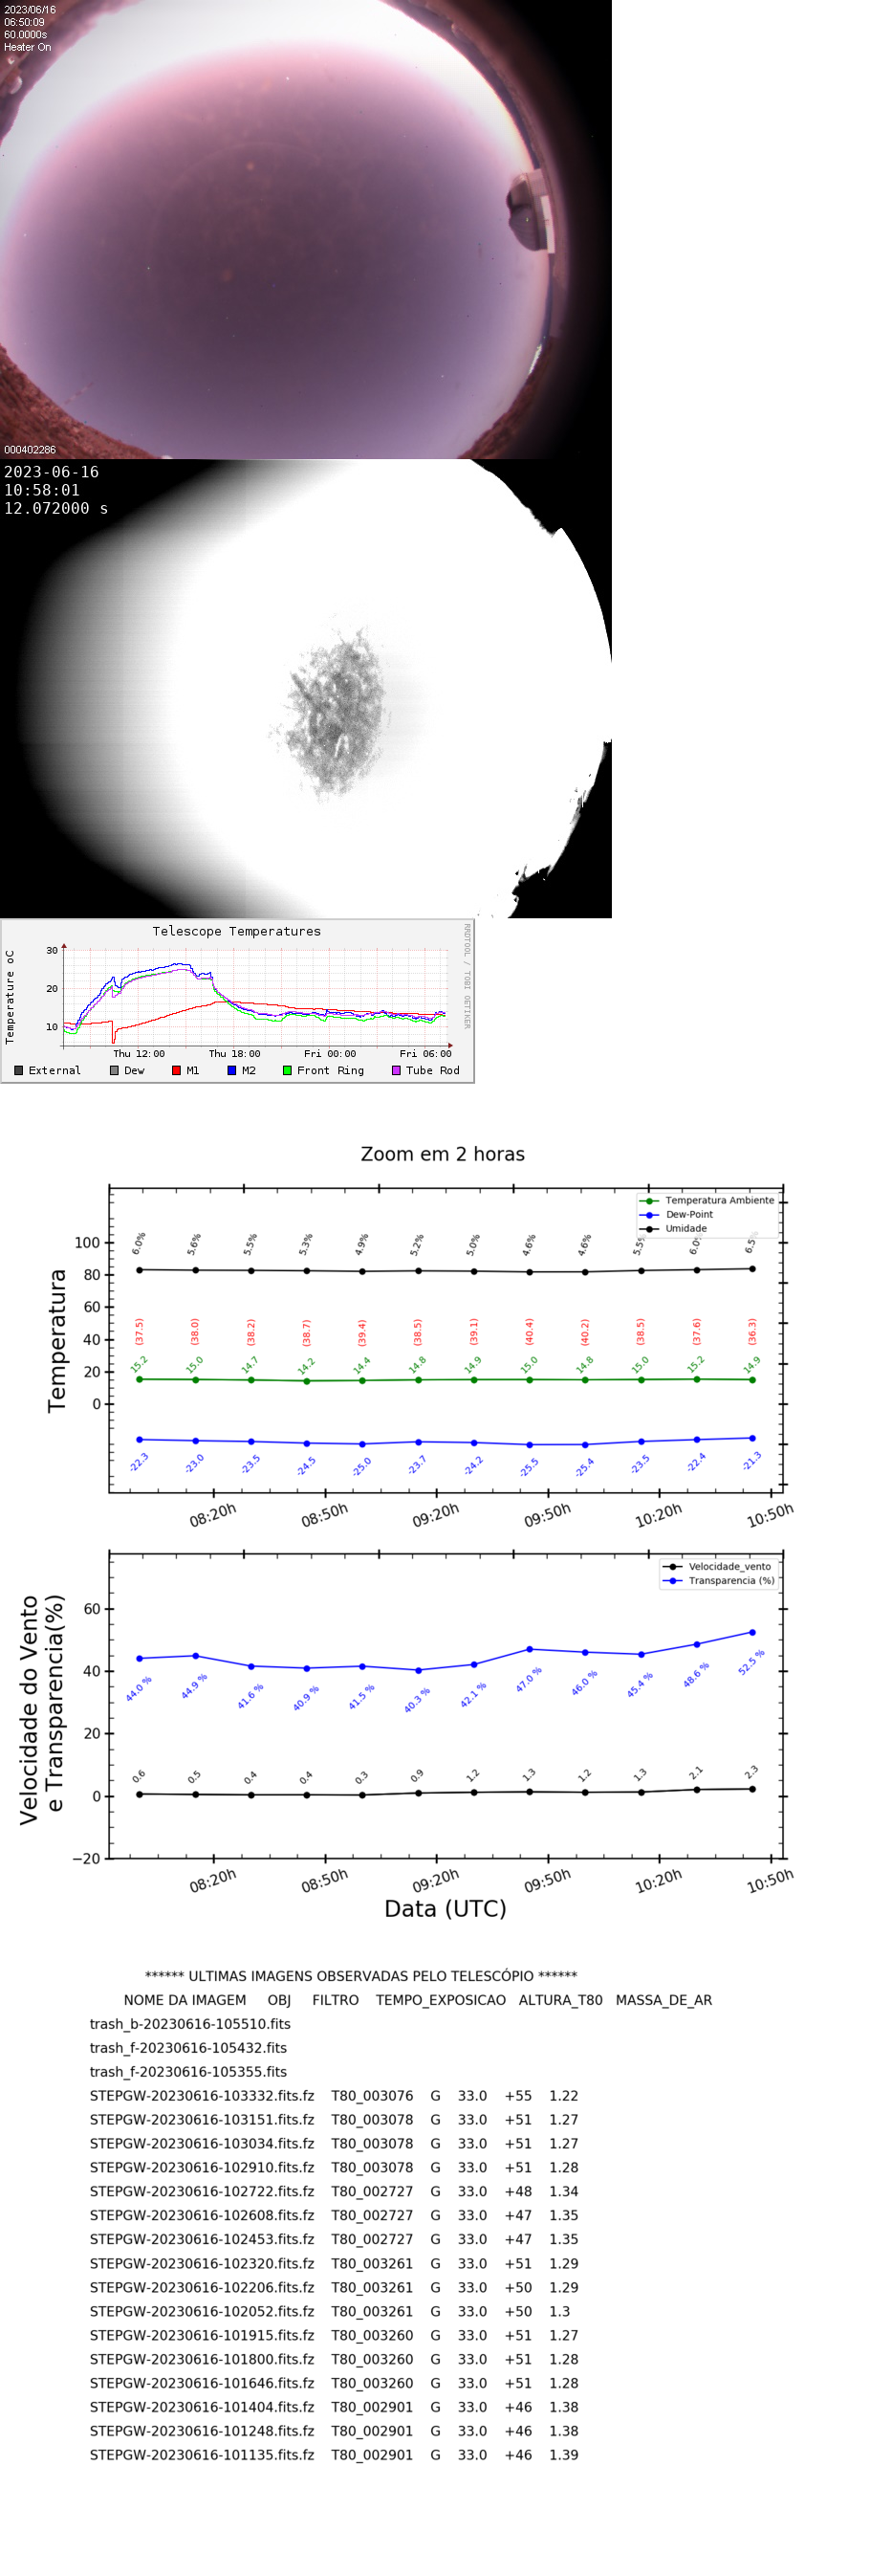 2023/06/16
06:50:09
60.0000s
Heater On
000402286
2023-06-16
10:58:01
12.072000 s
Telescope Temperatures
RRDTOOL / TOBI OETIKER
Temperature oC
30
20
10
Thu 12:00 Thu 18:00 Fri 00:00 Fri 06:00
External Dew M1 M2 Front Ring Tube Rod
Zoom em 2 horas
Temperatura Ambiente
Dew-Point
Umidade
Temperatura
100
80
60
40
20
0
6.0% 5.6% 5.5% 5.3% 4.9% 5.2% 5.0% 4.6% 4.6% 5.5% 6.0% 6.5%
(37.5) (38.0) (38.2) (38.7) (39.4) (38.5) (39.1) (40.4) (40.2) (38.5) (37.6) (36.3)
15.2 15.0 14.7 14.2 14.4 14.8 14.9 15.0 14.8 15.0 15.2 14.9
-22.3 -23.0 -23.5 -24.5 -25.0 -23.7 -24.2 -25.5 -25.4 -23.5 -22.4 -21.3
08:20h 08:50h 09:20h 09:50h 10:20h 10:50h
Velocidade_vento
Transparencia (%)
Velocidade do Vento
e Transparencia(%)
60
40
20
0
−20
44.0 % 44.9 % 41.6 % 40.9 % 41.5 % 40.3 % 42.1 % 47.0 % 46.0 % 45.4 % 48.6 % 52.5 %
0.6 0.5 0.4 0.4 0.3 0.9 1.2 1.3 1.2 1.3 2.1 2.3
08:20h 08:50h 09:20h 09:50h 10:20h 10:50h
Data (UTC)
****** ULTIMAS IMAGENS OBSERVADAS PELO TELESCÓPIO ******
NOME DA IMAGEM OBJ FILTRO TEMPO_EXPOSICAO ALTURA_T80 MASSA_DE_AR
trash_b-20230616-105510.fits
trash_f-20230616-105432.fits
trash_f-20230616-105355.fits
STEPGW-20230616-103332.fits.fz T80_003076 G 33.0 +55 1.22
STEPGW-20230616-103151.fits.fz T80_003078 G 33.0 +51 1.27
STEPGW-20230616-103034.fits.fz T80_003078 G 33.0 +51 1.27
STEPGW-20230616-102910.fits.fz T80_003078 G 33.0 +51 1.28
STEPGW-20230616-102722.fits.fz T80_002727 G 33.0 +48 1.34
STEPGW-20230616-102608.fits.fz T80_002727 G 33.0 +47 1.35
STEPGW-20230616-102453.fits.fz T80_002727 G 33.0 +47 1.35
STEPGW-20230616-102320.fits.fz T80_003261 G 33.0 +51 1.29
STEPGW-20230616-102206.fits.fz T80_003261 G 33.0 +50 1.29
STEPGW-20230616-102052.fits.fz T80_003261 G 33.0 +50 1.3
STEPGW-20230616-101915.fits.fz T80_003260 G 33.0 +51 1.27
STEPGW-20230616-101800.fits.fz T80_003260 G 33.0 +51 1.28
STEPGW-20230616-101646.fits.fz T80_003260 G 33.0 +51 1.28
STEPGW-20230616-101404.fits.fz T80_002901 G 33.0 +46 1.38
STEPGW-20230616-101248.fits.fz T80_002901 G 33.0 +46 1.38
STEPGW-20230616-101135.fits.fz T80_002901 G 33.0 +46 1.39